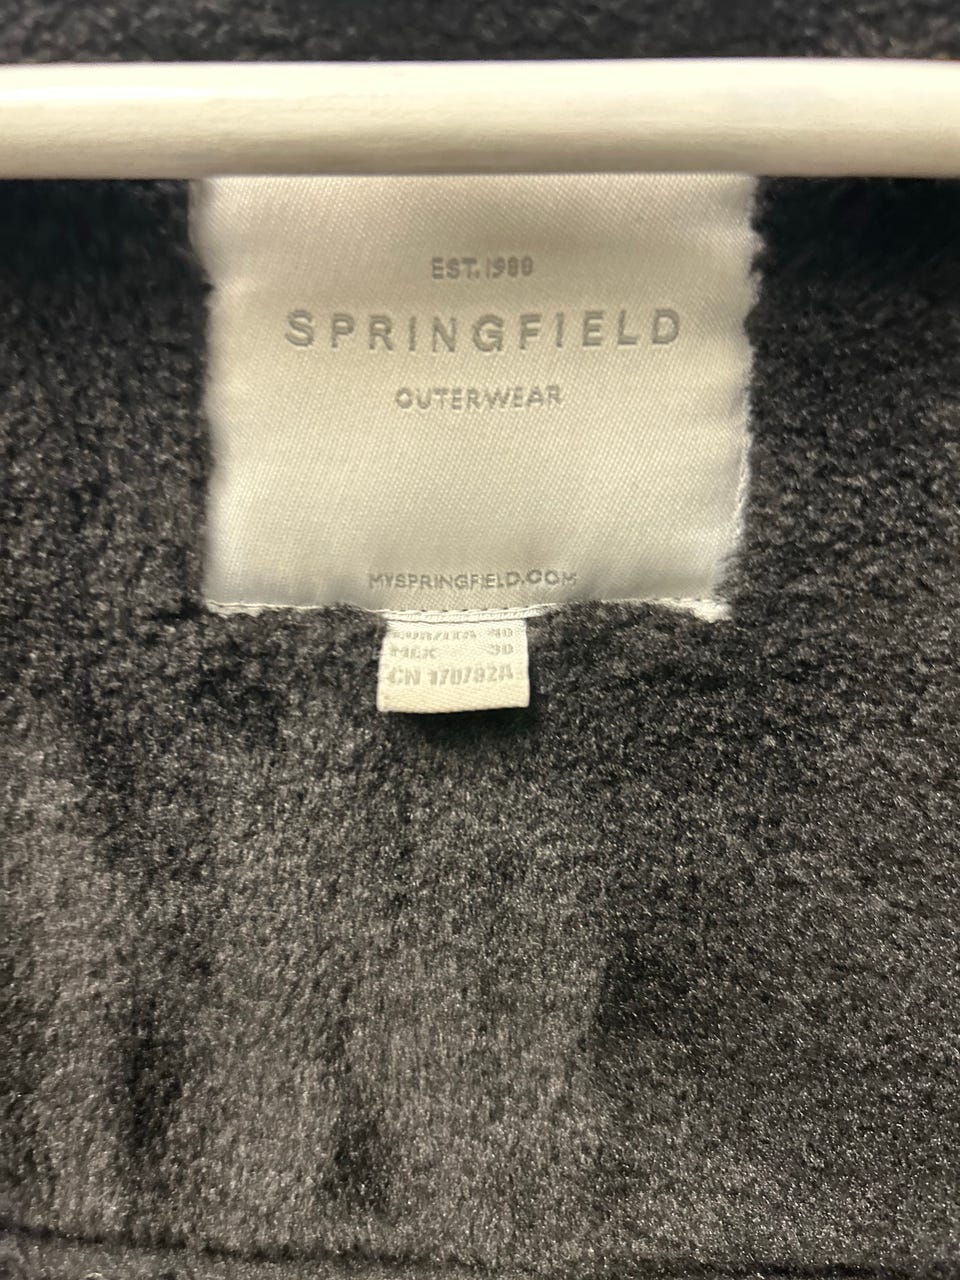 EST. 1988
SPRINGFIELD
OUTERWEAR
MYSPRINGFIELD.COM
MEX 30
CN 170/92A